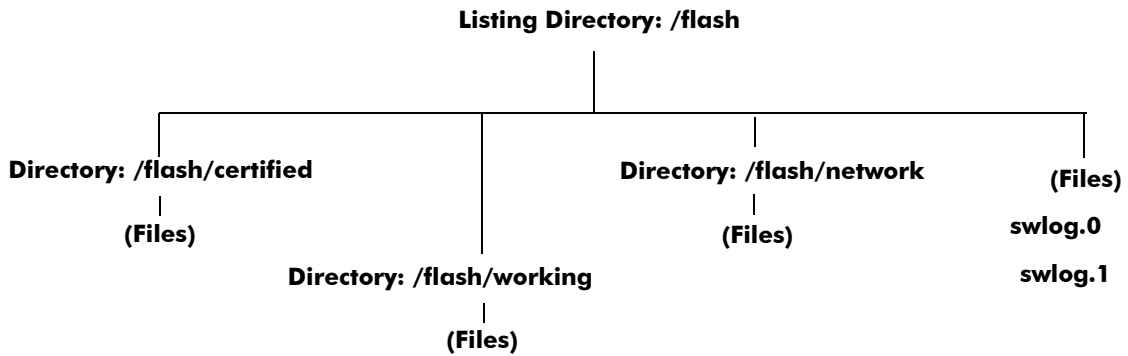 Listing Directory: /flash
Directory: /flash/certified
(Files)
Directory: /flash/working
(Files)
Directory: /flash/network
(Files)
(Files)
swlog.0
swlog.1